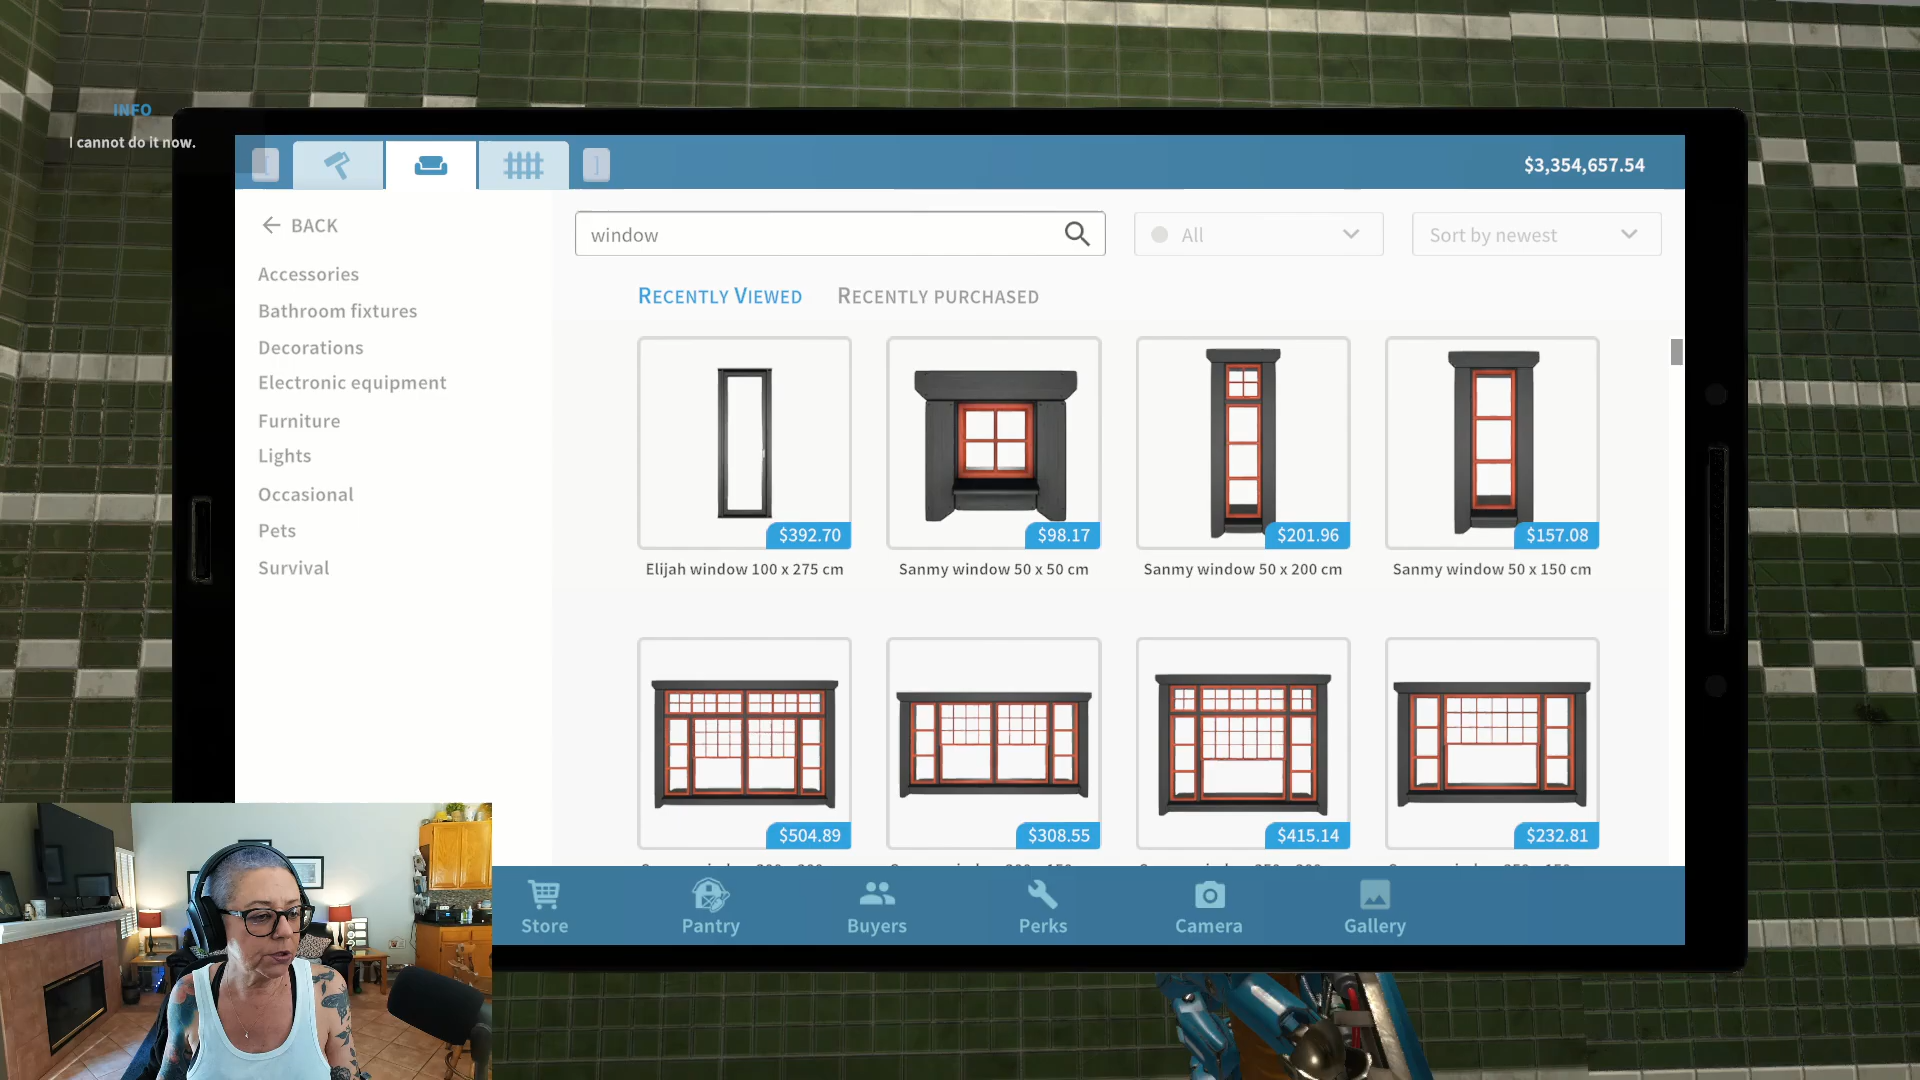 INFO
I cannot do it now.
[
]
$3,354,657.54
BACK
window
All
Sort by newest
Accessories
Bathroom fixtures
Decorations
Electronic equipment
Furniture
Lights
Occasional
Pets
Survival
RECENTLY VIEWED
RECENTLY PURCHASED
$392.70
$98.17
$201.96
$157.08
Elijah window 100 x 275 cm
Sanmy window 50 x 50 cm
Sanmy window 50 x 200 cm
Sanmy window 50 x 150 cm
$504.89
$308.55
$415.14
$232.81
Store
Pantry
Buyers
Perks
Camera
Gallery